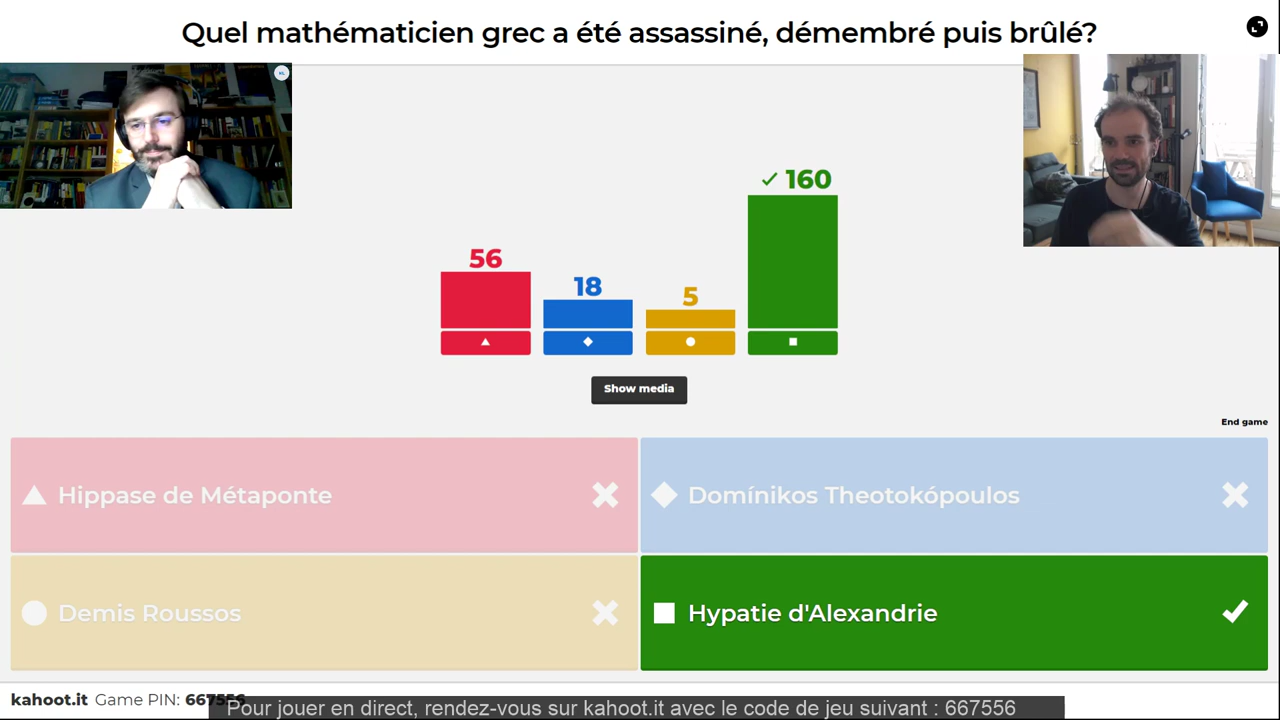 Quel mathématicien grec a été assassiné, démembré puis brûlé?
160
56
18
5
Show media
End game
Hippase de Métaponte
Domínikos Theotokópoulos
Demis Roussos
Hypatie d'Alexandrie
kahoot.it Game PIN: 667556
Pour jouer en direct, rendez-vous sur kahoot.it avec le code de jeu suivant : 667556